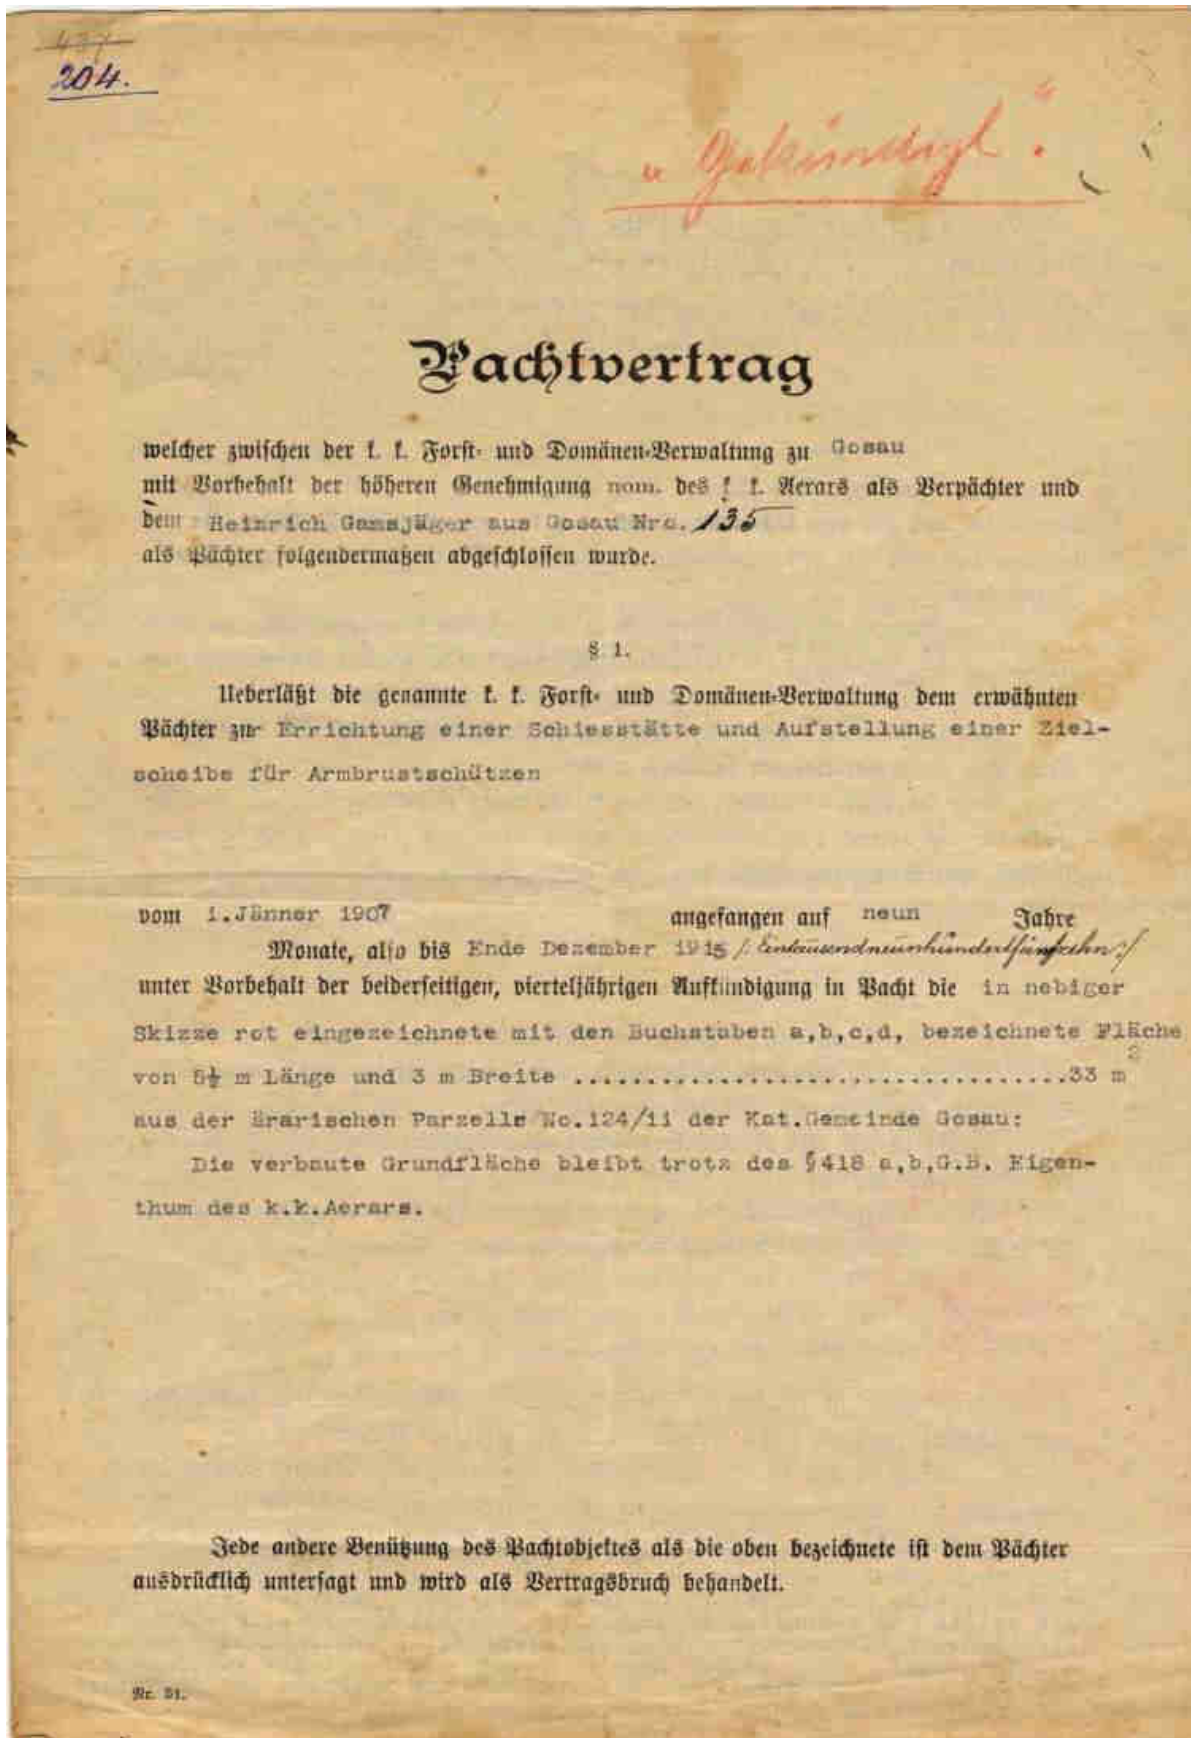 437
204.
„Gekündigt“.
Pachtvertrag
welcher zwischen der k. k. Forst- und Domänen-Verwaltung zu Gosau
mit Vorbehalt der höheren Genehmigung nom. des k. k. Aerars als Verpächter und
dem Heinrich Gamsjäger aus Gosau Nro. 135
als Pächter folgendermaßen abgeschlossen wurde.
§ 1.
Ueberläßt die genannte k. k. Forst- und Domänen-Verwaltung dem erwähnten
Pächter zur Errichtung einer Schiesstätte und Aufstellung einer Ziel-
scheibe für Armbrustschützen
vom 1.Jänner 1907 angefangen auf neun Jahre
Monate, also bis Ende Dezember 1915 /: Eintausendneunhundertfünfzehn :/
unter Vorbehalt der beiderseitigen, vierteljährigen Aufkündigung in Pacht die in nebiger
Skizze rot eingezeichnete mit den Buchstaben a,b,c,d, bezeichnete Fläche
von m Länge und 3 m Breite ..................................33 m²
aus der ärarischen Parzelle No.124/11 der Kat.Gemeinde Gosau:
Die verbaute Grundfläche bleibt trotz des §418 a,b,G.B. Eigen-
thum des k.k.Aerars.
Jede andere Benützung des Pachtobjektes als die oben bezeichnete ist dem Pächter
ausdrücklich untersagt und wird als Vertragsbruch behandelt.
Nr. 31.